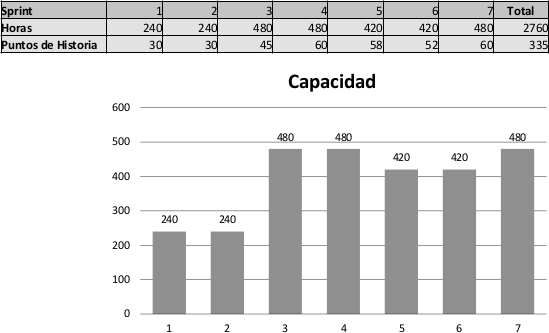 Sprint 1 2 3 4 5 6 7 Total
Horas 240 240 480 480 420 420 480 2760
Puntos de Historia 30 30 45 60 58 52 60 335
Capacidad
600
500
400
300
200
100
0
240 240 480 480 420 420 480
1 2 3 4 5 6 7